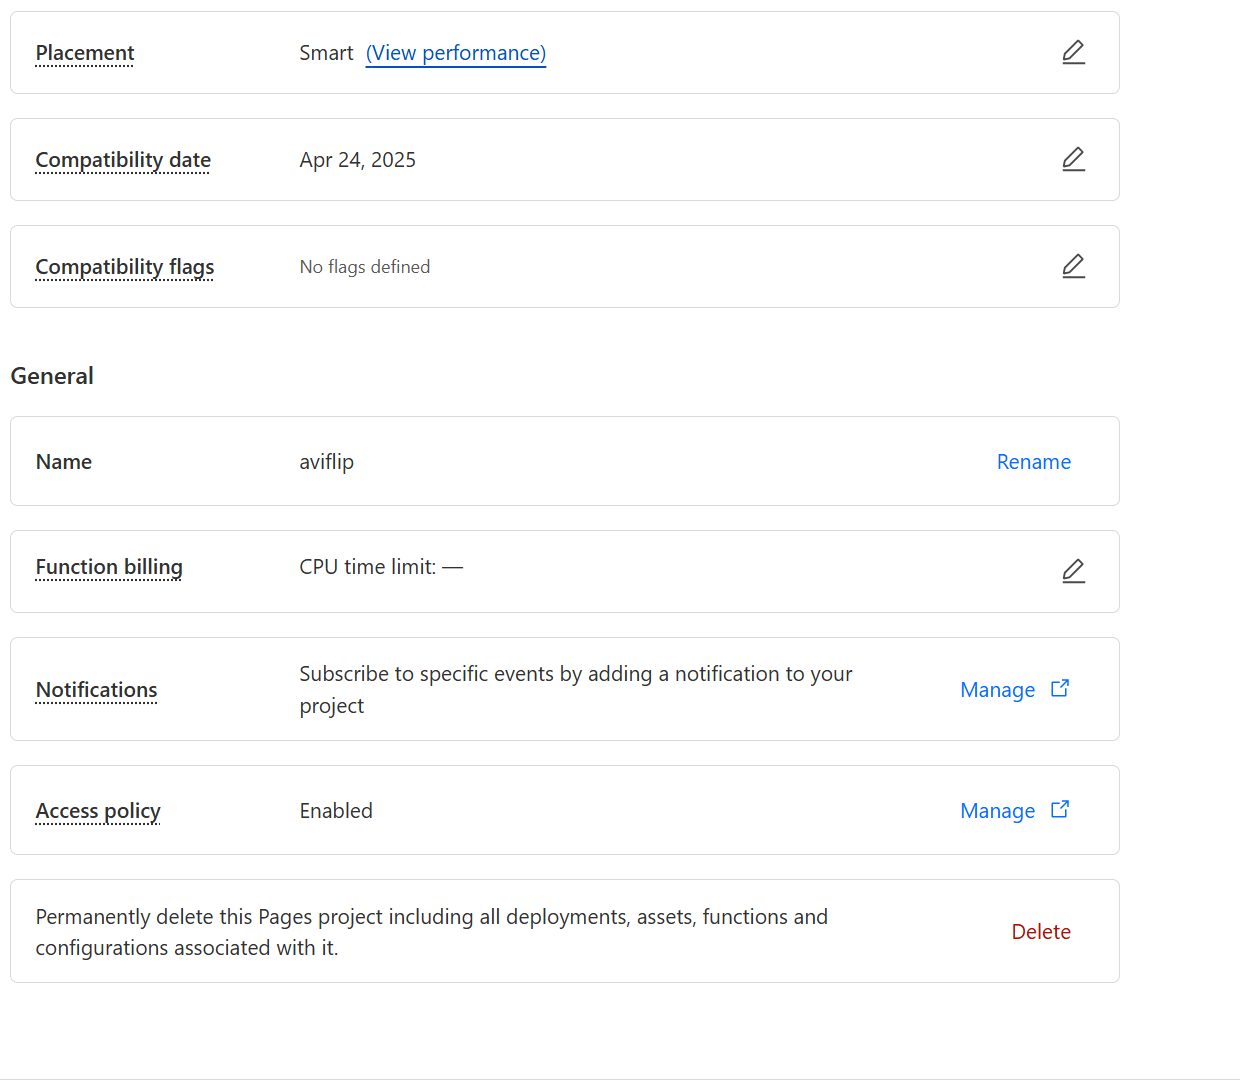 Placement Smart (View performance)
Compatibility date Apr 24, 2025
Compatibility flags No flags defined
General
Name aviflip Rename
Function billing CPU time limit: —
Notifications Subscribe to specific events by adding a notification to your
project
Manage
Access policy Enabled Manage
Permanently delete this Pages project including all deployments, assets, functions and
configurations associated with it.
Delete